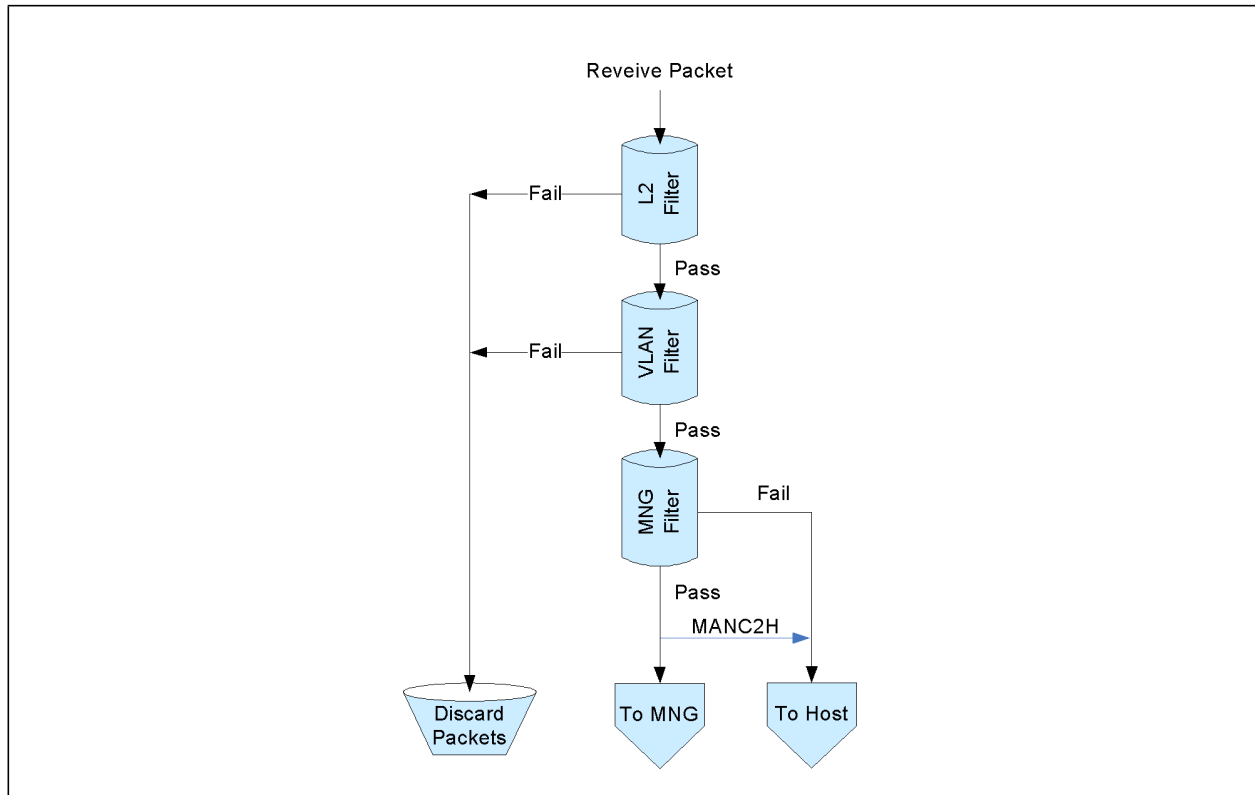 Reveive Packet
L2
Filter
Fail
Pass
VLAN
Filter
Fail
Pass
MNG
Filter
Fail
Pass
MANC2H
Discard
Packets
To MNG
To Host